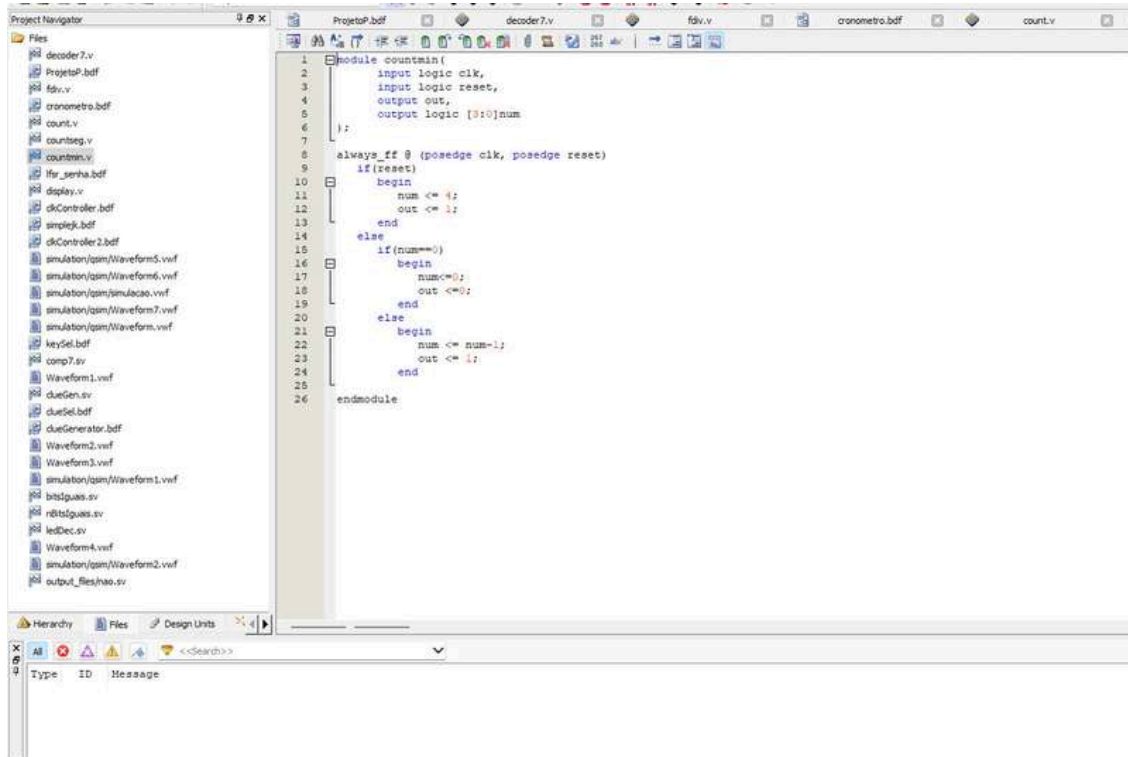 Project Navigator
Files
decoder7.v
ProjetoP.bdf
fdiv.v
cronometro.bdf
count.v
countseg.v
countmin.v
lfsr_senha.bdf
display.v
clkController.bdf
simplejk.bdf
clkController2.bdf
simulation/qsim/Waveform5.vwf
simulation/qsim/Waveform6.vwf
simulation/qsim/simulacao.vwf
simulation/qsim/Waveform7.vwf
simulation/qsim/Waveform.vwf
keySel.bdf
comp7.sv
Waveform1.vwf
clueGen.sv
clueSel.bdf
clueGenerator.bdf
Waveform2.vwf
Waveform3.vwf
simulation/qsim/Waveform1.vwf
bitsIguais.sv
nBitsIguais.sv
ledDec.sv
Waveform4.vwf
simulation/qsim/Waveform2.vwf
output_files/nao.sv
Hierarchy Files Design Units
ProjetoP.bdf decoder7.v fdiv.v cronometro.bdf count.v
1 module countmin(
2 input logic clk,
3 input logic reset,
4 output out,
5 output logic [3:0]num
6 );
7
8 always_ff @ (posedge clk, posedge reset)
9 if(reset)
10 begin
11 num <= 4;
12 out <= 1;
13 end
14 else
15 if(num==0)
16 begin
17 num<=0;
18 out <=0;
19 end
20 else
21 begin
22 num <= num-1;
23 out <= 1;
24 end
25
26 endmodule
All <<Search>>
Type ID Message